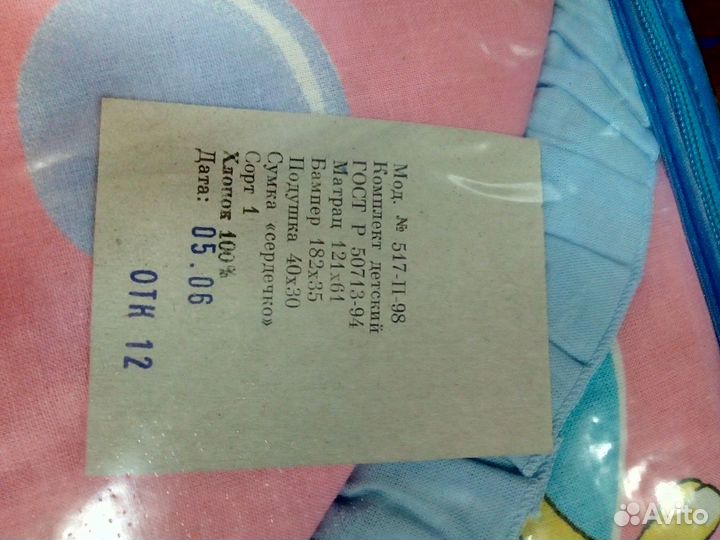 Мод. № 517-II-98
Комплект детский
ГОСТ Р 50713-94
Матрац 121х61
Бампер 182х35
Подушка 40х30
Сумка «сердечко»
Сорт 1
Хлопок 100%
Дата: 05.06
ОТК 12
Avito